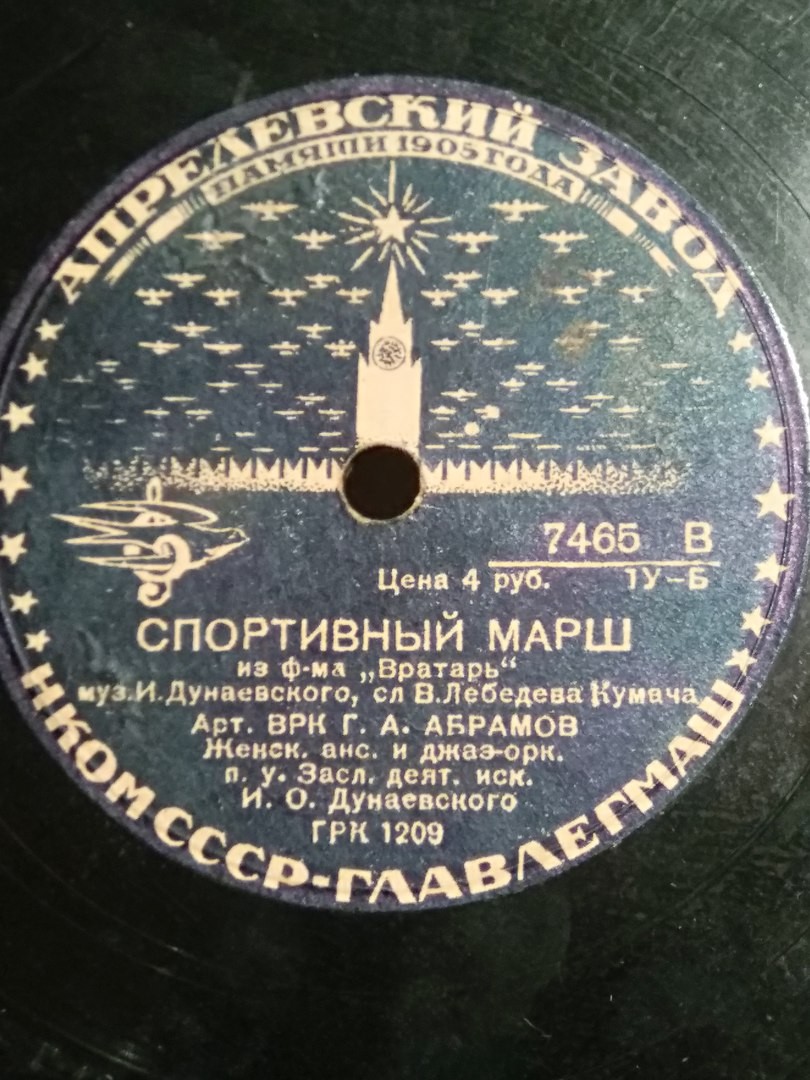 АПРЕЛЕВСКИЙ ЗАВОД
ПАМЯТИ 1905 ГОДА
7465 В
Цена 4 руб. 1У-Б
СПОРТИВНЫЙ МАРШ
из ф-ма „Вратарь“
муз.И.Дунаевского, сл В.Лебедева Кумача
Арт. ВРК Г. А. АБРАМОВ
Женск. анс. и джаз-орк.
п. у. Засл. деят. иск.
И. О. Дунаевского
ГРК 1209
НКОМ СССР-ГЛАВЛЕГМАШ